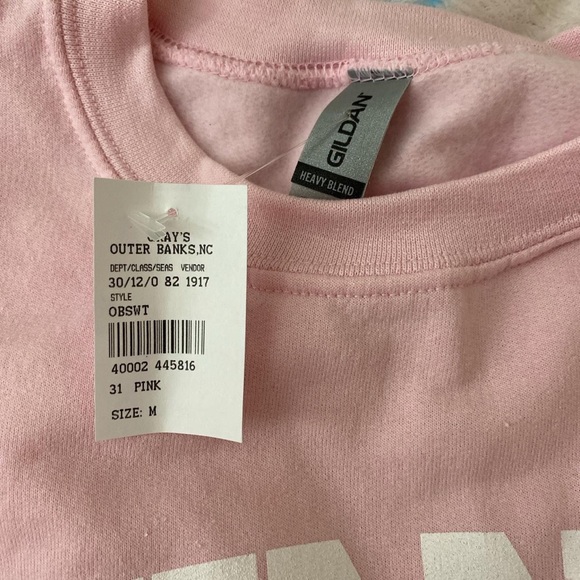 GILDAN
HEAVY BLEND
GRAY'S
OUTER BANKS,NC
DEPT/CLASS/SEAS VENDOR
30/12/0 82 1917
STYLE
OBSWT
40002 445816
31 PINK
SIZE: M